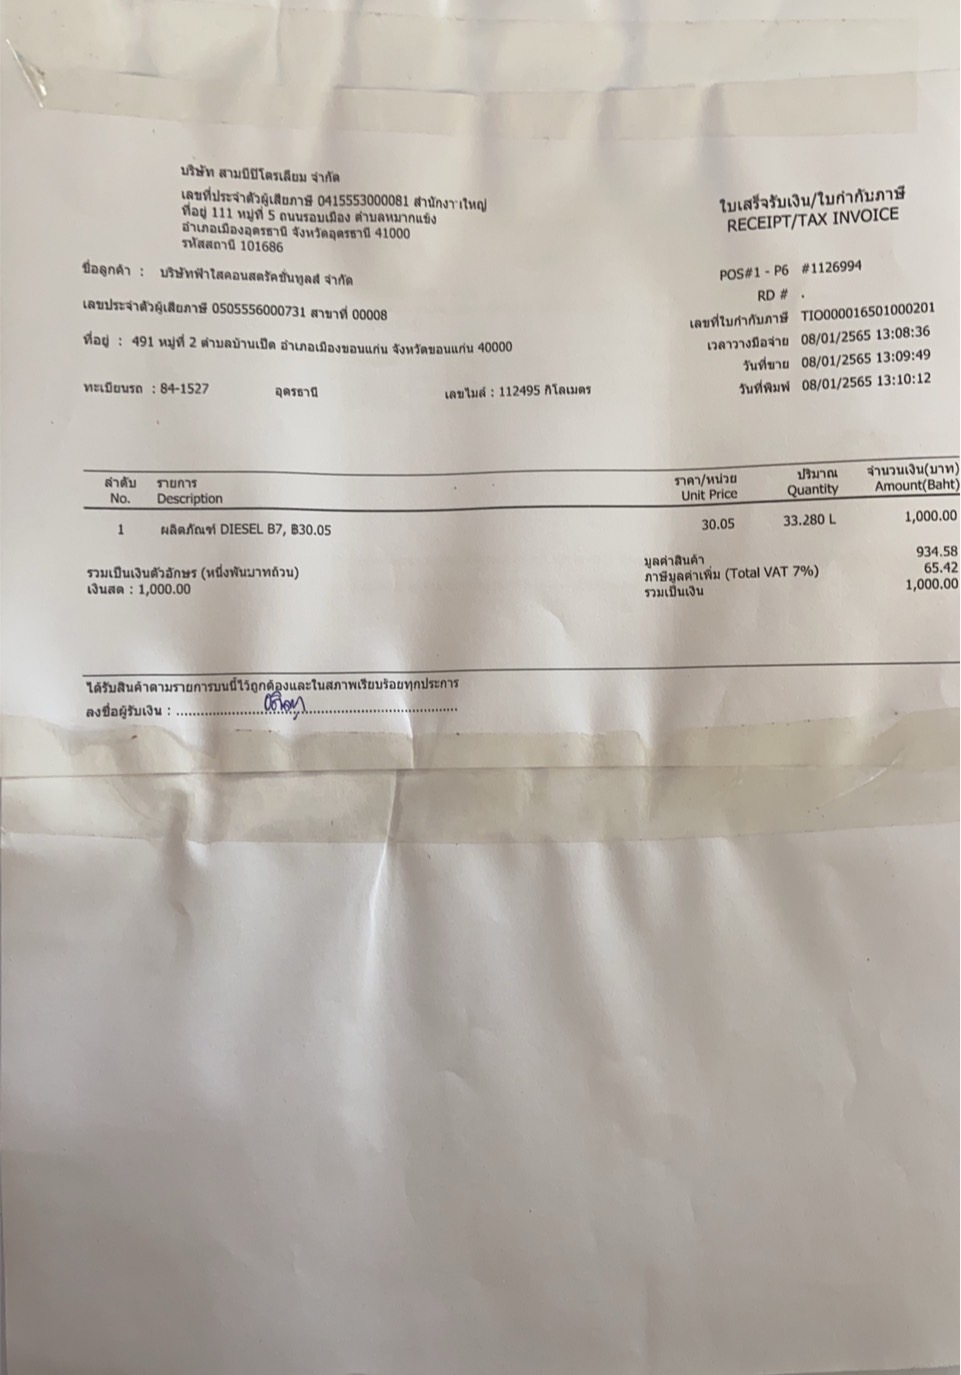 บริษัท สามบีปิโตรเลียม จำกัด
เลขที่ประจำตัวผู้เสียภาษี 0415553000081
ที่อยู่ 111 หมู่ที่ 5 ถนนรอบเมือง ตำบลหมากแข้ง
อำเภอเมืองอุดรธานี จังหวัดอุดรธานี 41000
รหัสสถานี 101686
ใบเสร็จรับเงิน/ใบกำกับภาษี
RECEIPT/TAX INVOICE
ชื่อลูกค้า : บริษัทฟ้าใสคอนสตรัคชั่นทูลส์ จำกัด
เลขประจำตัวผู้เสียภาษี 0505556000731 สาขาที่ 00008
ที่อยู่ : 491 หมู่ที่ 2 ตำบลบ้านเป็ด อำเภอเมืองขอนแก่น จังหวัดขอนแก่น 40000
ทะเบียนรถ : 84-1527 อุดรธานี เลขไมล์ : 112495 กิโลเมตร
POS#1 - P6 #1126994
RD # .
เลขที่ใบกำกับภาษี TIO000016501000201
เวลาวางมือจ่าย 08/01/2565 13:08:36
วันที่ขาย 08/01/2565 13:09:49
วันที่พิมพ์ 08/01/2565 13:10:12
ลำดับ รายการ ราคา/หน่วย ปริมาณ จำนวนเงิน(บาท)
No. Description Unit Price Quantity Amount(Baht)
1 ผลิตภัณฑ์ DIESEL B7, ฿30.05 30.05 33.280 L 1,000.00
มูลค่าสินค้า 934.58
รวมเป็นเงินตัวอักษร (หนึ่งพันบาทถ้วน) ภาษีมูลค่าเพิ่ม (Total VAT 7%) 65.42
เงินสด : 1,000.00 รวมเป็นเงิน 1,000.00
ได้รับสินค้าตามรายการบนนี้ไว้ถูกต้องและในสภาพเรียบร้อยทุกประการ
ลงชื่อผู้รับเงิน :